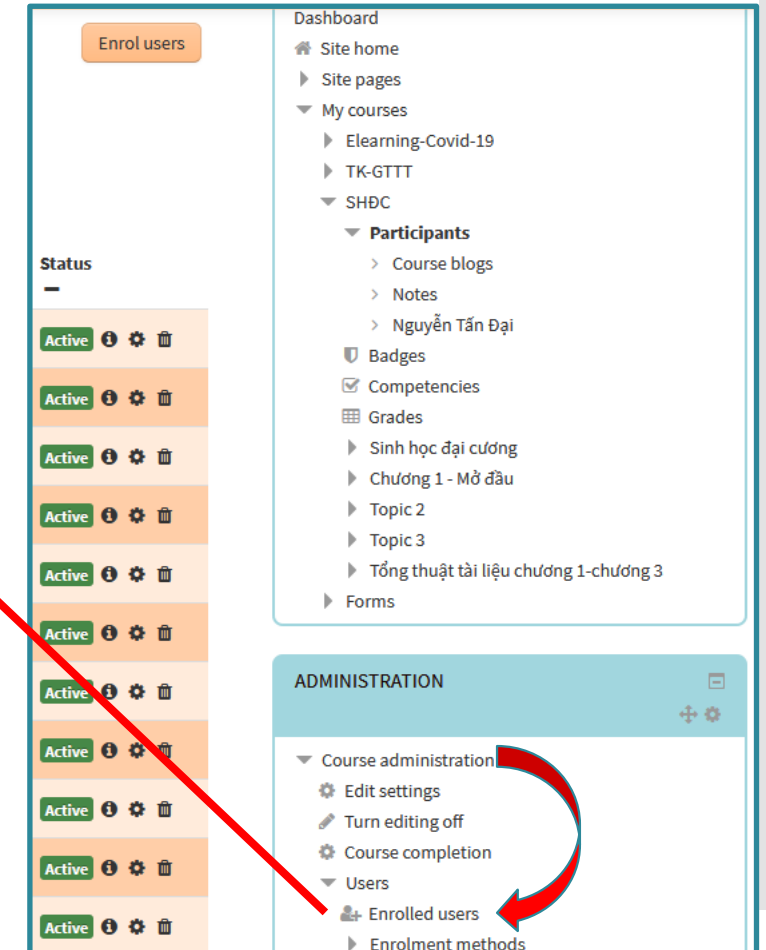 Enrol users
Status
Active
Active
Active
Active
Active
Active
Active
Active
Active
Active
Active
Dashboard
Site home
Site pages
My courses
Elearning-Covid-19
TK-GTTT
SHĐC
Participants
Course blogs
Notes
Nguyễn Tấn Đại
Badges
Competencies
Grades
Sinh học đại cương
Chương 1 - Mở đầu
Topic 2
Topic 3
Tổng thuật tài liệu chương 1-chương 3
Forms
ADMINISTRATION
Course administration
Edit settings
Turn editing off
Course completion
Users
Enrolled users
Enrolment methods